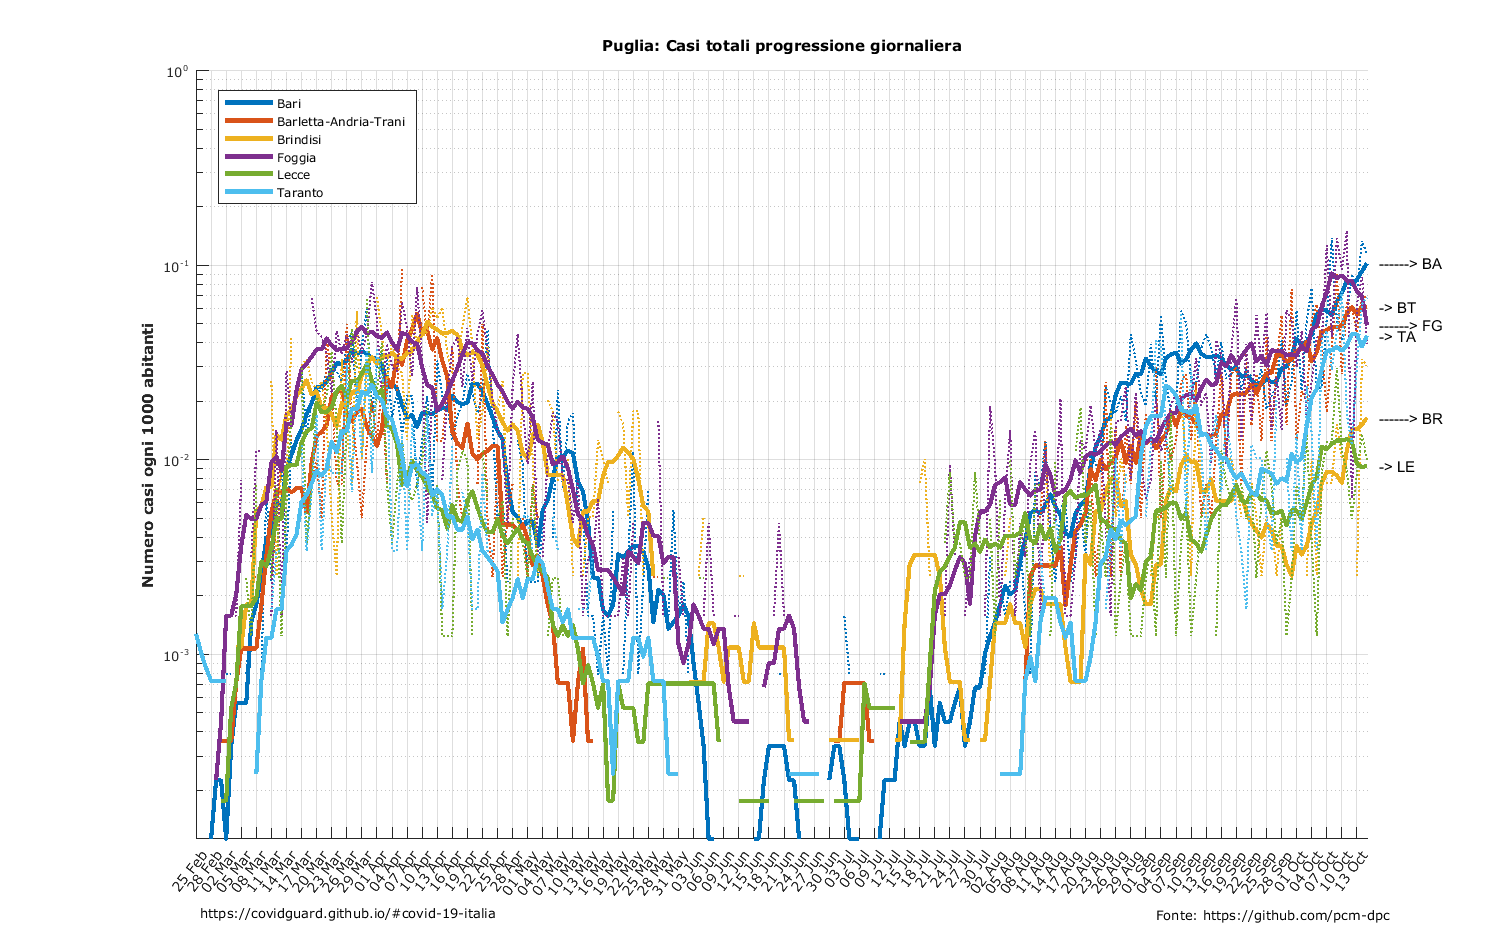 Puglia: Casi totali progressione giornaliera
Numero casi ogni 1000 abitanti
10⁰
10⁻¹
10⁻²
10⁻³
Bari
Barletta-Andria-Trani
Brindisi
Foggia
Lecce
Taranto
------> BA
-> BT
------> FG
-> TA
------> BR
-> LE
25 Feb
28 Feb
02 Mar
05 Mar
08 Mar
11 Mar
14 Mar
17 Mar
20 Mar
23 Mar
26 Mar
29 Mar
01 Apr
04 Apr
07 Apr
10 Apr
13 Apr
16 Apr
19 Apr
22 Apr
25 Apr
28 Apr
01 May
04 May
07 May
10 May
13 May
16 May
19 May
22 May
25 May
28 May
31 May
03 Jun
06 Jun
09 Jun
12 Jun
15 Jun
18 Jun
21 Jun
24 Jun
27 Jun
30 Jun
03 Jul
06 Jul
09 Jul
12 Jul
15 Jul
18 Jul
21 Jul
24 Jul
27 Jul
30 Jul
02 Aug
05 Aug
08 Aug
11 Aug
14 Aug
17 Aug
20 Aug
23 Aug
26 Aug
29 Aug
01 Sep
04 Sep
07 Sep
10 Sep
13 Sep
16 Sep
19 Sep
22 Sep
25 Sep
28 Sep
01 Oct
04 Oct
07 Oct
10 Oct
13 Oct
https://covidguard.github.io/#covid-19-italia
Fonte: https://github.com/pcm-dpc